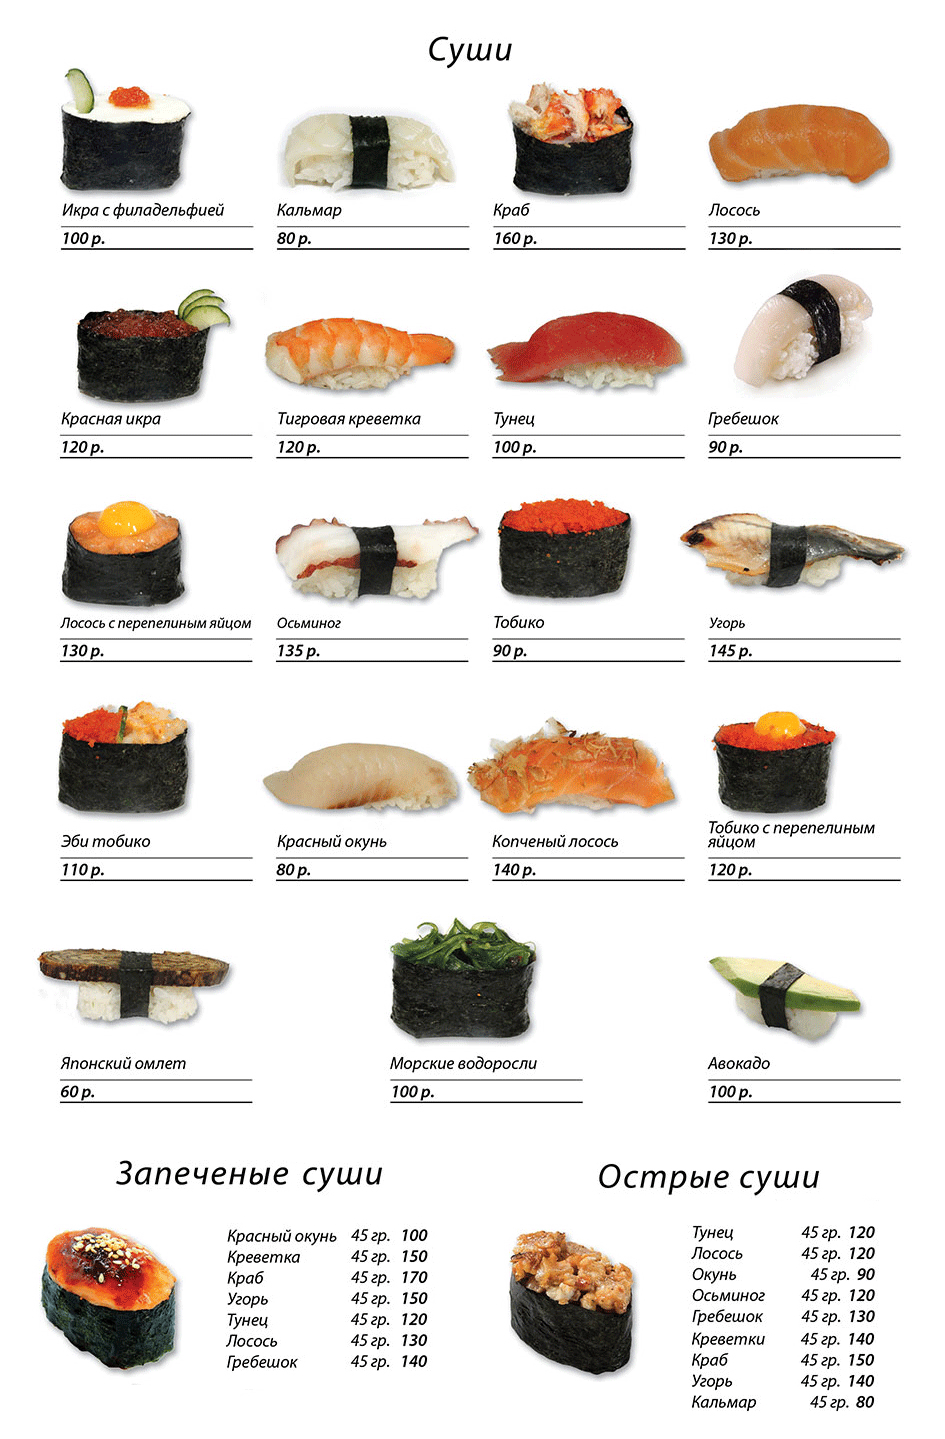 Суши
Икра с филадельфией
100 р.
Кальмар
80 р.
Краб
160 р.
Лосось
130 р.
Красная икра
120 р.
Тигровая креветка
120 р.
Тунец
100 р.
Гребешок
90 р.
Лосось с перепелиным яйцом
130 р.
Осьминог
135 р.
Тобико
90 р.
Угорь
145 р.
Эби тобико
110 р.
Красный окунь
80 р.
Копченый лосось
140 р.
Тобико с перепелиным
яйцом
120 р.
Японский омлет
60 р.
Морские водоросли
100 р.
Авокадо
100 р.
Запеченые суши
Красный окунь 45 гр. 100
Креветка 45 гр. 150
Краб 45 гр. 170
Угорь 45 гр. 150
Тунец 45 гр. 120
Лосось 45 гр. 130
Гребешок 45 гр. 140
Острые суши
Тунец 45 гр. 120
Лосось 45 гр. 120
Окунь 45 гр. 90
Осьминог 45 гр. 120
Гребешок 45 гр. 130
Креветки 45 гр. 140
Краб 45 гр. 150
Угорь 45 гр. 140
Кальмар 45 гр. 80